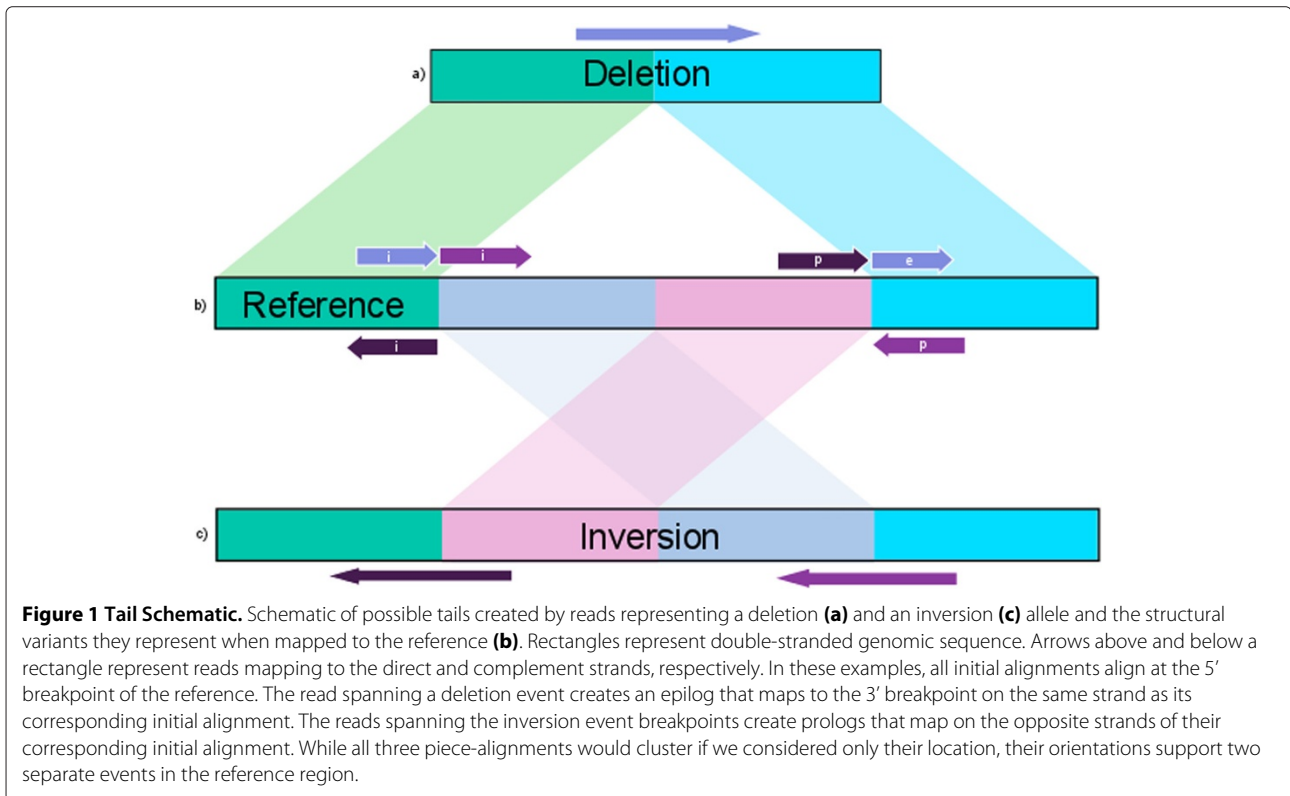 a)
Deletion
i
i
p
e
b)
Reference
i
p
c)
Inversion
Figure 1 Tail Schematic. Schematic of possible tails created by reads representing a deletion (a) and an inversion (c) allele and the structural
variants they represent when mapped to the reference (b). Rectangles represent double-stranded genomic sequence. Arrows above and below a
rectangle represent reads mapping to the direct and complement strands, respectively. In these examples, all initial alignments align at the 5’
breakpoint of the reference. The read spanning a deletion event creates an epilog that maps to the 3’ breakpoint on the same strand as its
corresponding initial alignment. The reads spanning the inversion event breakpoints create prologs that map on the opposite strands of their
corresponding initial alignment. While all three piece-alignments would cluster if we considered only their location, their orientations support two
separate events in the reference region.